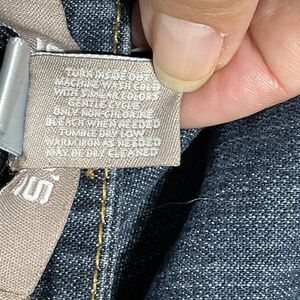 TURN INSIDE OUT
MACHINE WASH COLD
WITH SIMILAR COLORS
GENTLE CYCLE
ONLY NON-CHLORINE
BLEACH WHEN NEEDED
TUMBLE DRY LOW
WARM IRON AS NEEDED
MAY BE DRY CLEANED